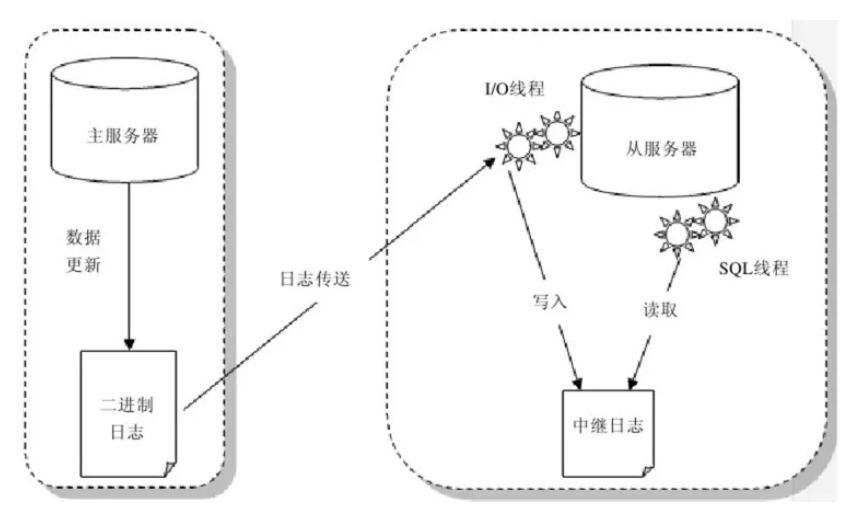 主服务器
数据
更新
二进制
日志
日志传送
I/O线程
从服务器
SQL线程
写入
读取
中继日志